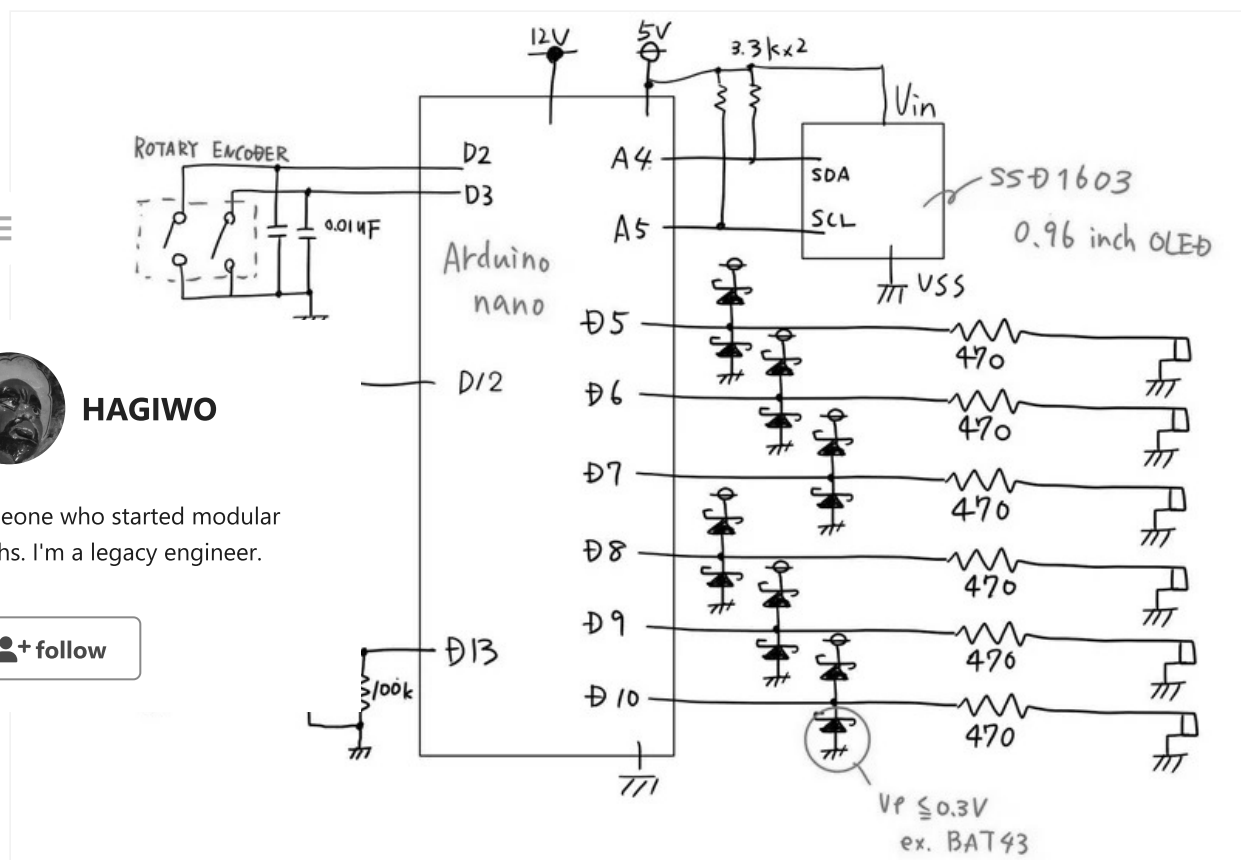 12V
5V
3.3k x2
Vin
ROTARY ENCODER
D2
D3
A4
SDA
SSD1603
0.01uF
A5
SCL
0.96 inch OLED
Arduino
nano
VSS
D5
470
D12
D6
470
HAGIWO
D7
470
eone who started modular
hs. I'm a legacy engineer.
D8
470
D9
470
follow
D13
100k
D10
470
VF ≦0.3V
ex. BAT43